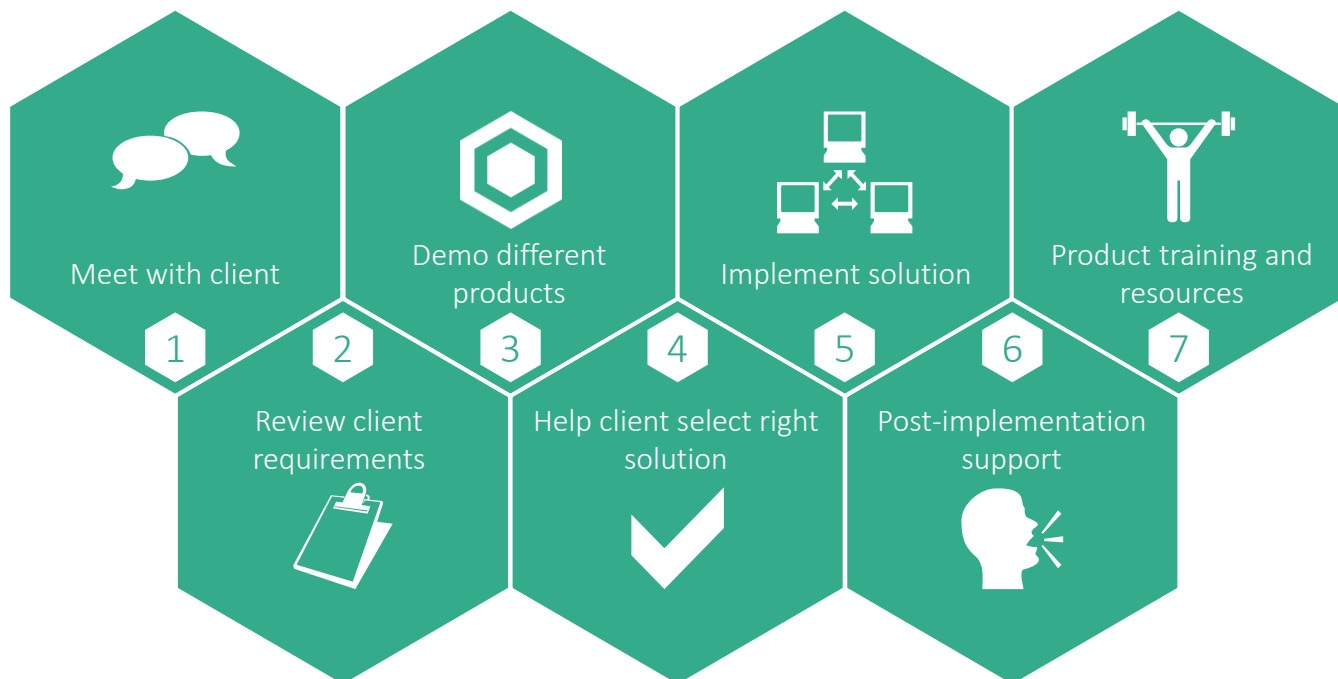 Meet with client
1
Review client
requirements
2
Demo different
products
3
Help client select right
solution
4
Implement solution
5
Post-implementation
support
6
Product training and
resources
7